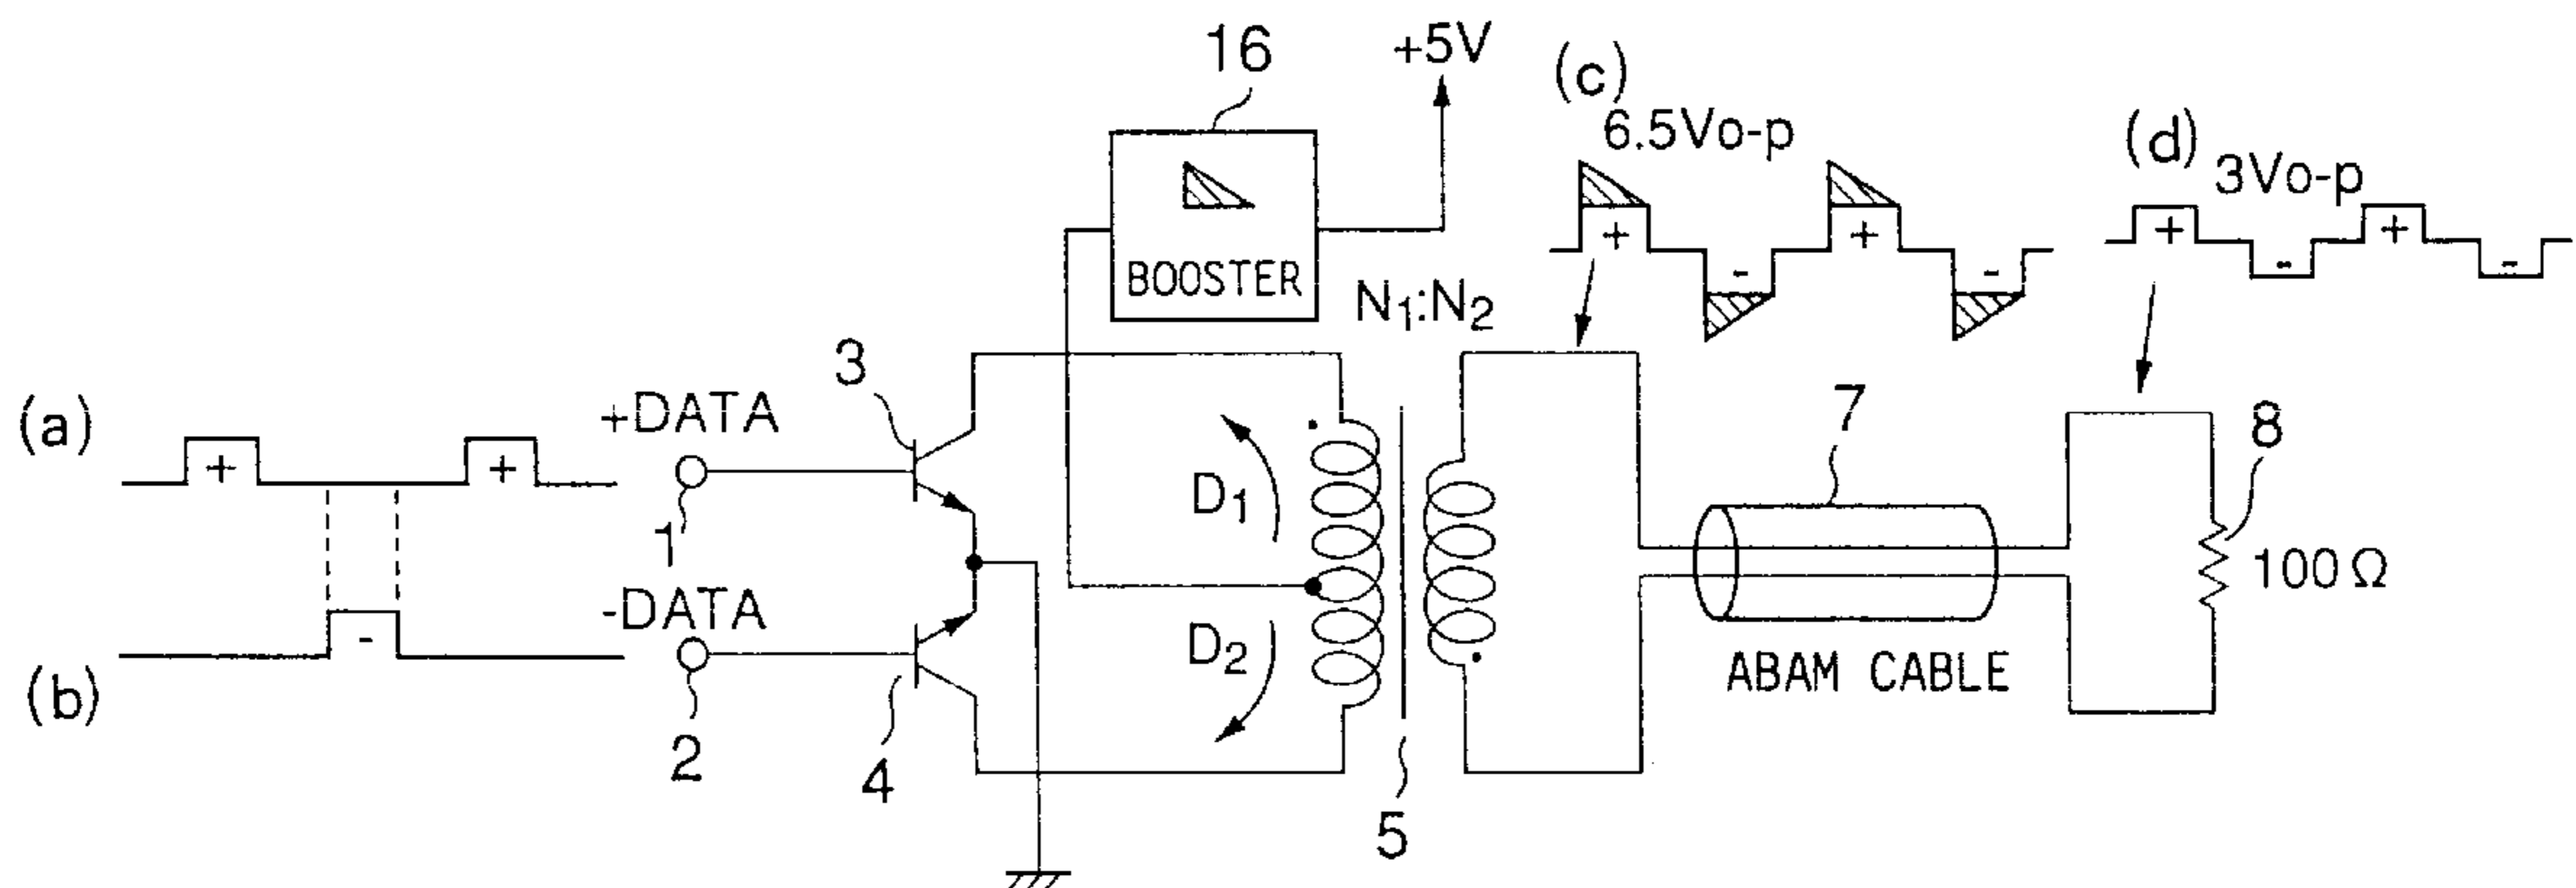 16
+5V
(c)
6.5Vo-p
(d)
3Vo-p
BOOSTER
N1:N2
3
7
8
(a)
+
+
+DATA
1
D1
100Ω
-DATA
D2
ABAM CABLE
(b)
-
2
4
5
+
+
-
-
+
+
-
-